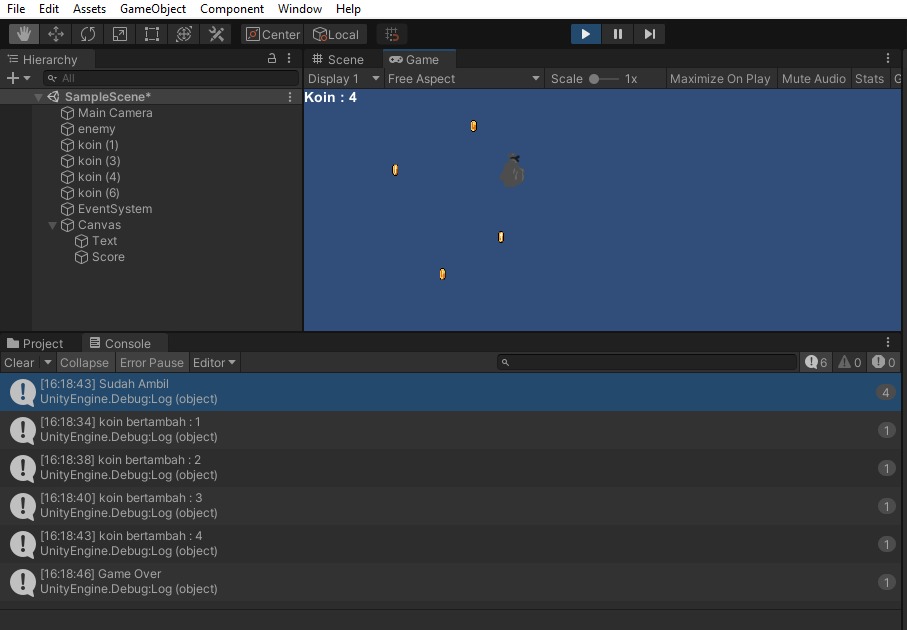 File Edit Assets GameObject Component Window Help
Center Local
Hierarchy
All
SampleScene*
Main Camera
enemy
koin (1)
koin (3)
koin (4)
koin (6)
EventSystem
Canvas
Text
Score
Scene Game
Display 1 Free Aspect Scale 1x Maximize On Play Mute Audio Stats G
Koin : 4
Project Console
Clear Collapse Error Pause Editor 6 0 0
[16:18:43] Sudah Ambil
UnityEngine.Debug:Log (object)
4
[16:18:34] koin bertambah : 1
UnityEngine.Debug:Log (object)
1
[16:18:38] koin bertambah : 2
UnityEngine.Debug:Log (object)
1
[16:18:40] koin bertambah : 3
UnityEngine.Debug:Log (object)
1
[16:18:43] koin bertambah : 4
UnityEngine.Debug:Log (object)
1
[16:18:46] Game Over
UnityEngine.Debug:Log (object)
1